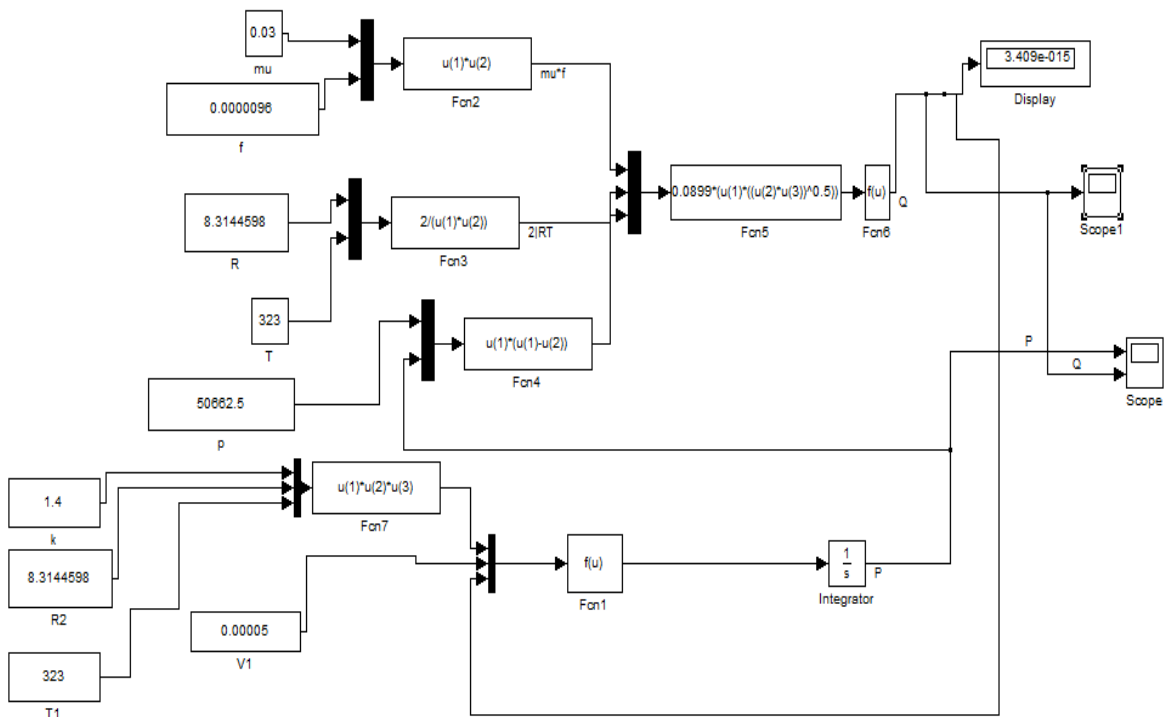 0.03
mu
0.0000096
f
u(1)*u(2)
Fcn2
mu*f
3.409e-015
Display
8.3144598
R
323
T
2/(u(1)*u(2))
Fcn3
2|RT
0.0899*(u(1)*((u(2)*u(3))^0.5))
Fcn5
f(u)
Fcn6
Q
Scope1
50662.5
p
u(1)*(u(1)-u(2))
Fcn4
P
Q
Scope
1.4
k
8.3144598
R2
323
T1
u(1)*u(2)*u(3)
Fcn7
0.00005
V1
f(u)
Fcn1
1
s
Integrator
P